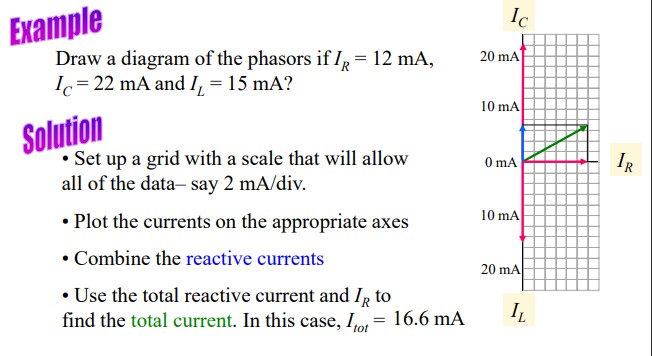 Example
Draw a diagram of the phasors if I_R = 12 mA,
I_C = 22 mA and I_L = 15 mA?
Solution
• Set up a grid with a scale that will allow
all of the data– say 2 mA/div.
• Plot the currents on the appropriate axes
• Combine the reactive currents
• Use the total reactive current and I_R to
find the total current. In this case, I_tot = 16.6 mA
I_C
20 mA
10 mA
0 mA
I_R
10 mA
20 mA
I_L